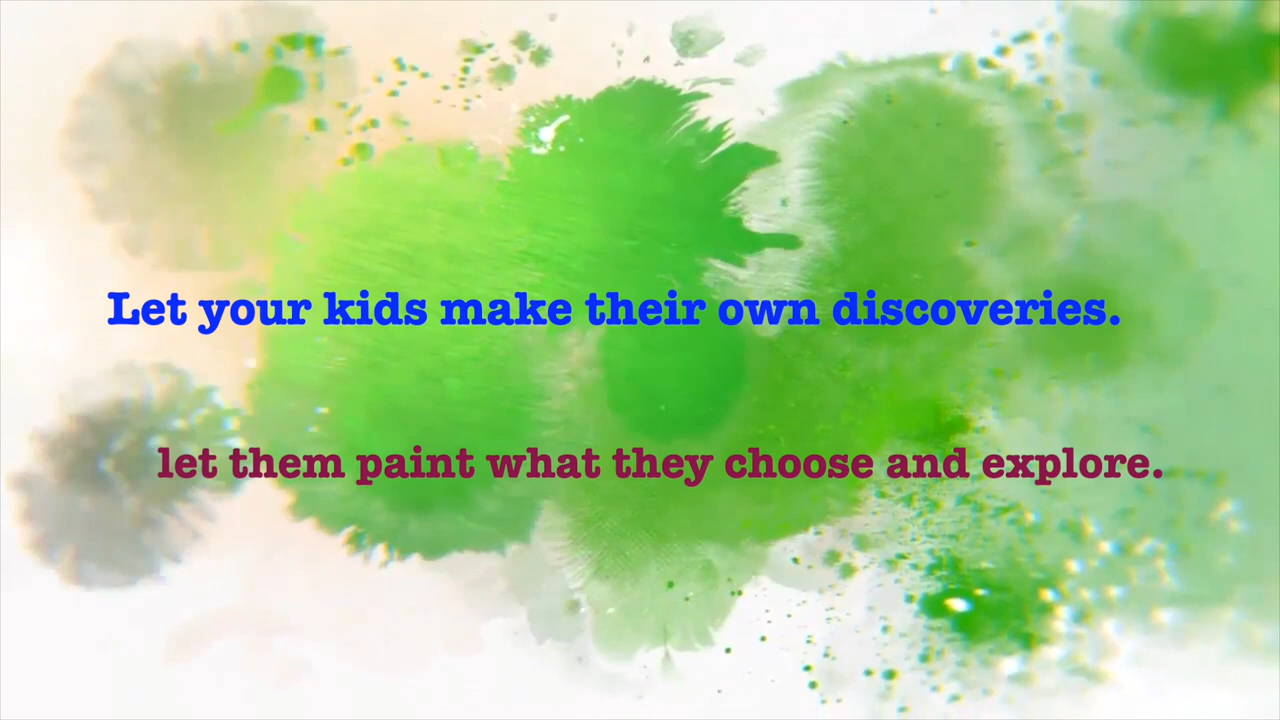 Let your kids make their own discoveries.
let them paint what they choose and explore.